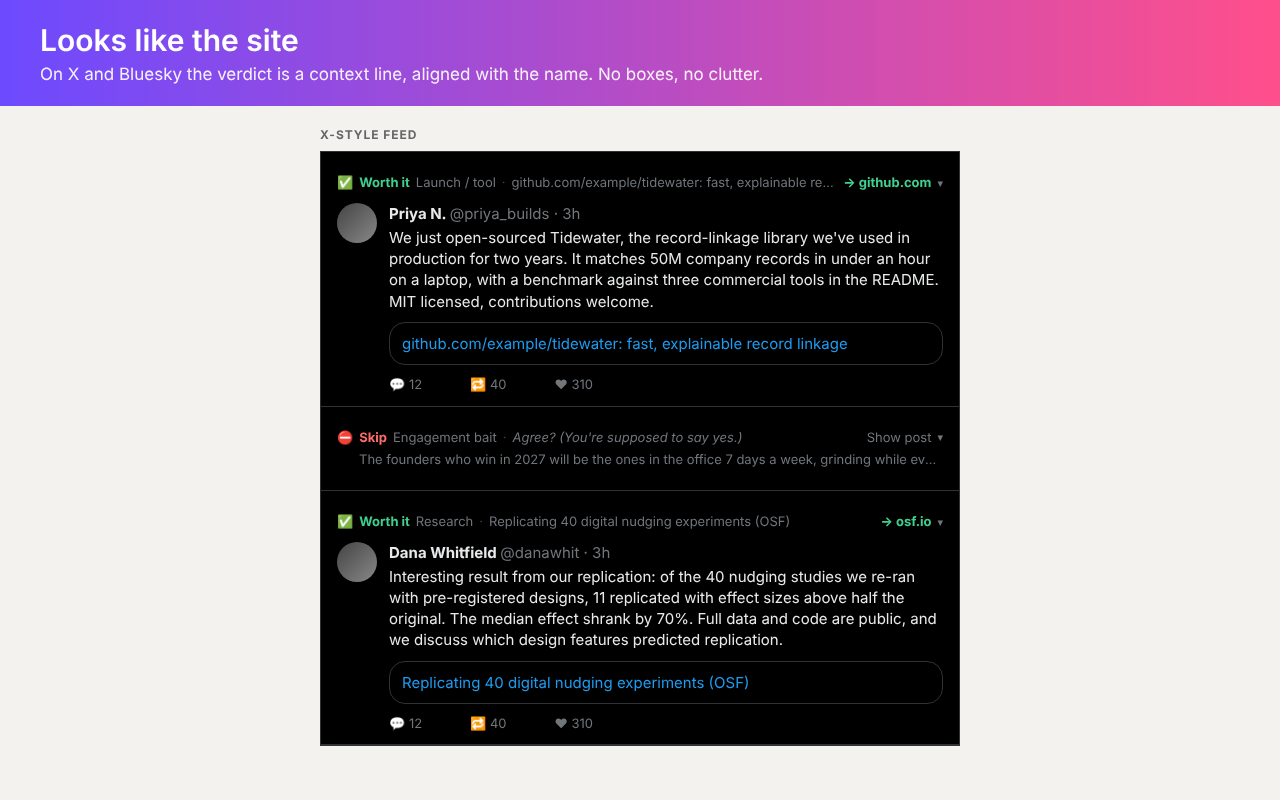 Looks like the site
On X and Bluesky the verdict is a context line, aligned with the name. No boxes, no clutter.
X-STYLE FEED
✅ Worth it Launch / tool · github.com/example/tidewater: fast, explainable re... → github.com ▾
Priya N. @priya_builds · 3h
We just open-sourced Tidewater, the record-linkage library we've used in
production for two years. It matches 50M company records in under an hour
on a laptop, with a benchmark against three commercial tools in the README.
MIT licensed, contributions welcome.
github.com/example/tidewater: fast, explainable record linkage
💬 12 🔁 40 ♥ 310
⛔ Skip Engagement bait · Agree? (You're supposed to say yes.) Show post ▾
The founders who win in 2027 will be the ones in the office 7 days a week, grinding while ev...
✅ Worth it Research · Replicating 40 digital nudging experiments (OSF) → osf.io ▾
Dana Whitfield @danawhit · 3h
Interesting result from our replication: of the 40 nudging studies we re-ran
with pre-registered designs, 11 replicated with effect sizes above half the
original. The median effect shrank by 70%. Full data and code are public, and
we discuss which design features predicted replication.
Replicating 40 digital nudging experiments (OSF)
💬 12 🔁 40 ♥ 310